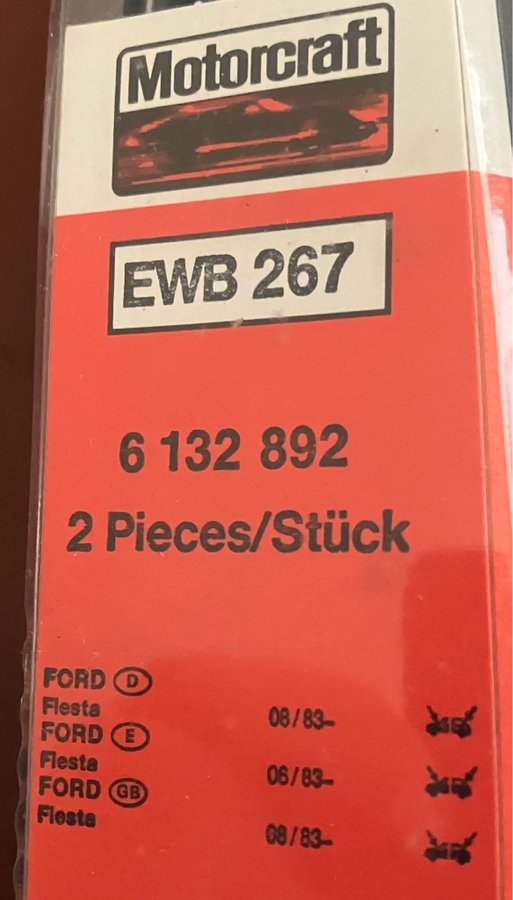 Motorcraft
EWB 267
6 132 892
2 Pieces/Stück
FORD D
Fiesta 08/83–
FORD E
Fiesta 06/83–
FORD GB
Fiesta 08/83–